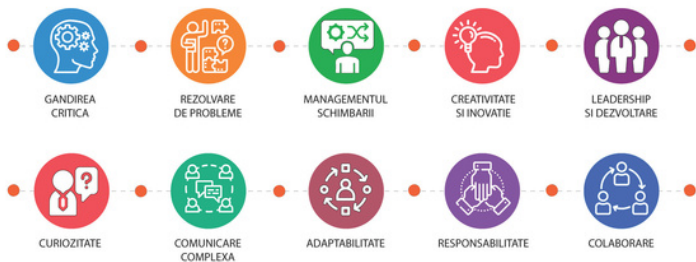 GANDIREA
CRITICA
REZOLVARE
DE PROBLEME
MANAGEMENTUL
SCHIMBARII
CREATIVITATE
SI INOVATIE
LEADERSHIP
SI DEZVOLTARE
?
?
CURIOZITATE
COMUNICARE
COMPLEXA
ADAPTABILITATE
RESPONSABILITATE
COLABORARE